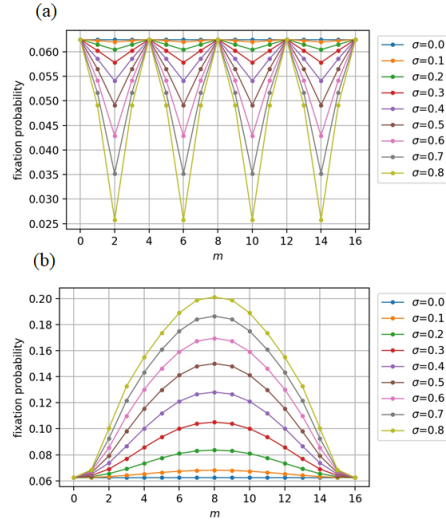 (a)
fixation probability
0.060
0.055
0.050
0.045
0.040
0.035
0.030
0.025
0 2 4 6 8 10 12 14 16
m
σ=0.0
σ=0.1
σ=0.2
σ=0.3
σ=0.4
σ=0.5
σ=0.6
σ=0.7
σ=0.8
(b)
fixation probability
0.20
0.18
0.16
0.14
0.12
0.10
0.08
0.06
0 2 4 6 8 10 12 14 16
m
σ=0.0
σ=0.1
σ=0.2
σ=0.3
σ=0.4
σ=0.5
σ=0.6
σ=0.7
σ=0.8